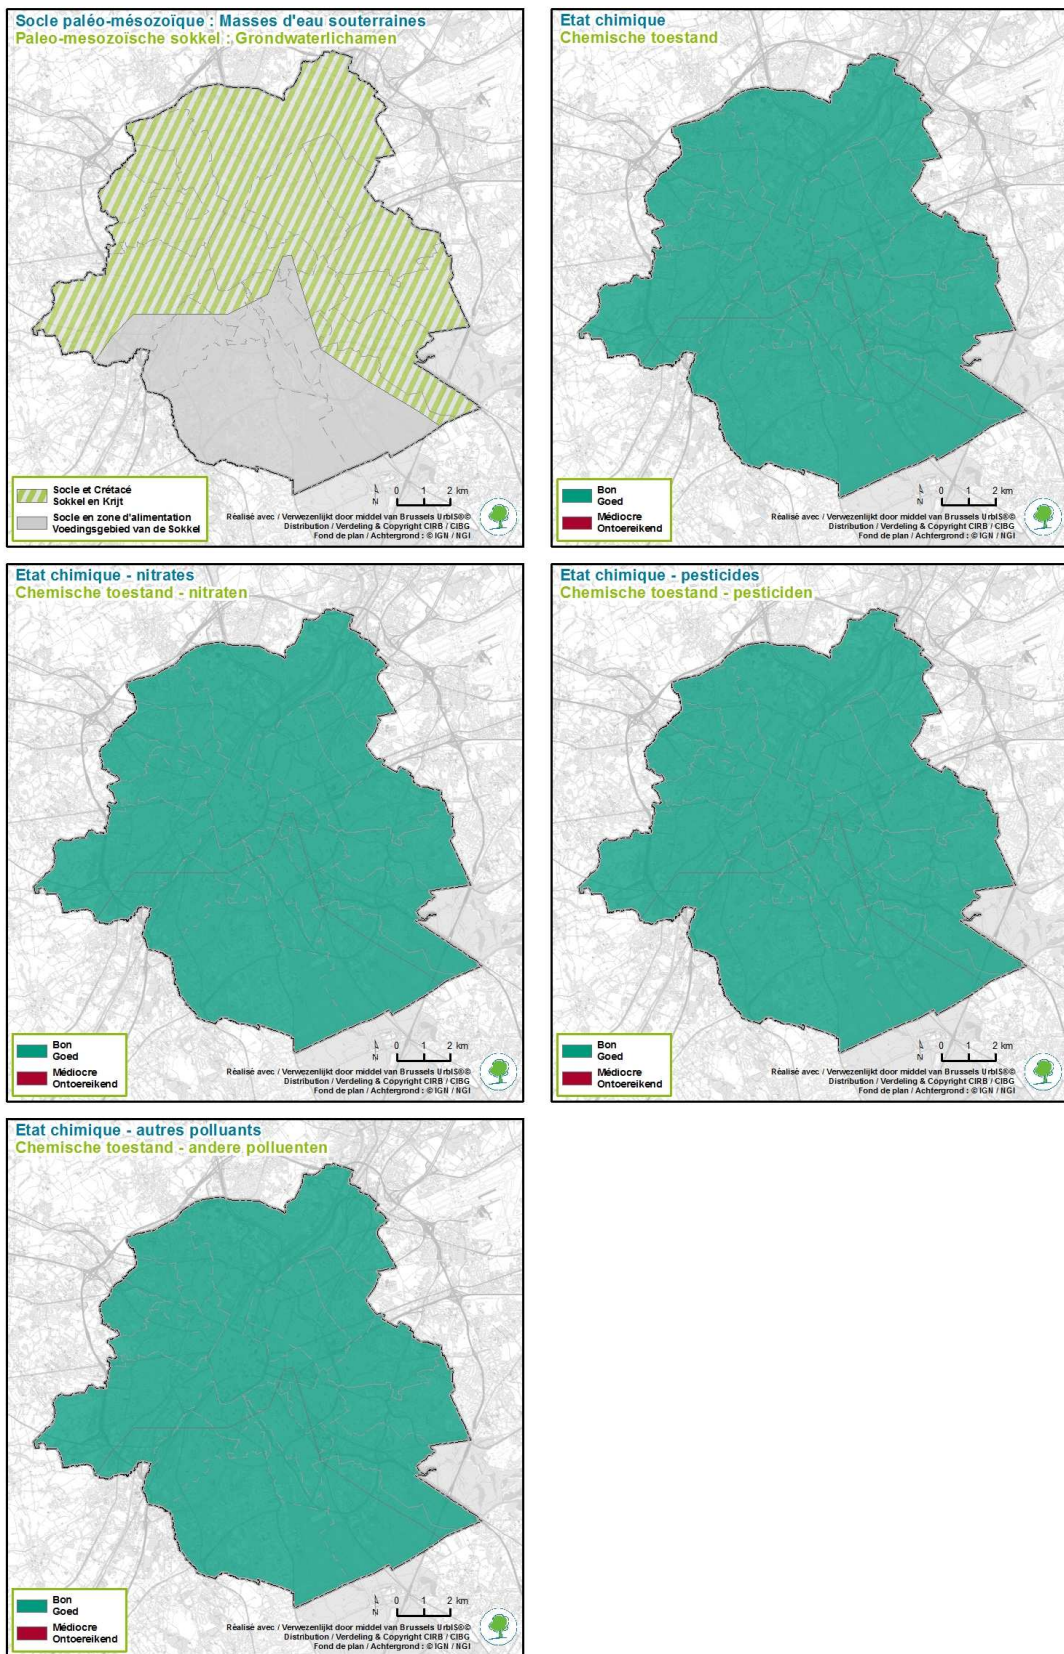 Socle paléo-mésozoïque : Masses d'eau souterraines
Paleo-mesozoïsche sokkel : Grondwaterlichamen
Socle et Crétacé
Sokkel en Krijt
Socle en zone d'alimentation
Voedingsgebied van de Sokkel
N
0 1 2 km
Réalisé avec / Verwezenlijkt door middel van Brussels UrbIS®©
Distribution / Verdeling & Copyright CIRB / CIBG
Fond de plan / Achtergrond : © IGN / NGI
Etat chimique
Chemische toestand
Bon
Goed
Médiocre
Ontoereikend
N
0 1 2 km
Réalisé avec / Verwezenlijkt door middel van Brussels UrbIS®©
Distribution / Verdeling & Copyright CIRB / CIBG
Fond de plan / Achtergrond : © IGN / NGI
Etat chimique - nitrates
Chemische toestand - nitraten
Bon
Goed
Médiocre
Ontoereikend
N
0 1 2 km
Réalisé avec / Verwezenlijkt door middel van Brussels UrbIS®©
Distribution / Verdeling & Copyright CIRB / CIBG
Fond de plan / Achtergrond : © IGN / NGI
Etat chimique - pesticides
Chemische toestand - pesticiden
Bon
Goed
Médiocre
Ontoereikend
N
0 1 2 km
Réalisé avec / Verwezenlijkt door middel van Brussels UrbIS®©
Distribution / Verdeling & Copyright CIRB / CIBG
Fond de plan / Achtergrond : © IGN / NGI
Etat chimique - autres polluants
Chemische toestand - andere polluenten
Bon
Goed
Médiocre
Ontoereikend
N
0 1 2 km
Réalisé avec / Verwezenlijkt door middel van Brussels UrbIS®©
Distribution / Verdeling & Copyright CIRB / CIBG
Fond de plan / Achtergrond : © IGN / NGI